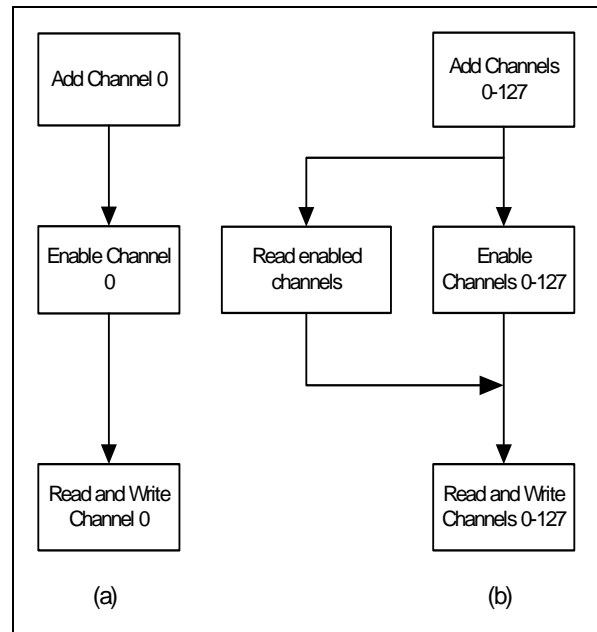 Add Channel 0
Enable Channel
0
Read and Write
Channel 0
(a)
Add Channels
0-127
Read enabled
channels
Enable
Channels 0-127
Read and Write
Channels 0-127
(b)